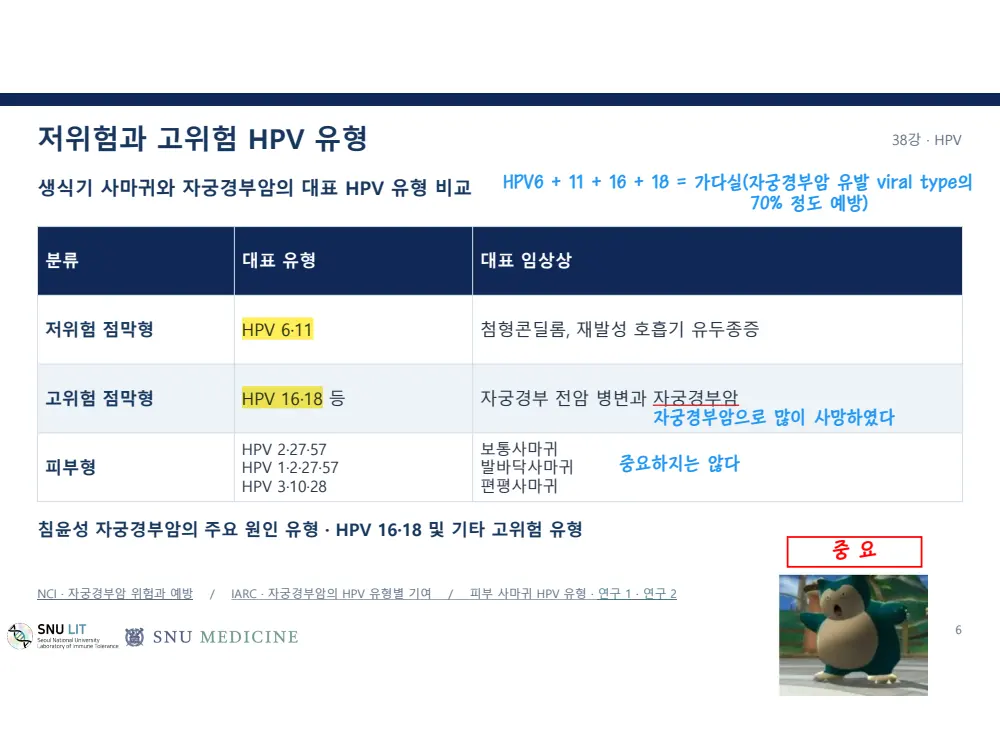 저위험과 고위험 HPV 유형
38강 · HPV
생식기 사마귀와 자궁경부암의 대표 HPV 유형 비교
HPV6 + 11 + 16 + 18 = 가다실(자궁경부암 유발 viral type의
70% 정도 예방)
분류 대표 유형 대표 임상상
저위험 점막형 HPV 6·11 첨형콘딜롬, 재발성 호흡기 유두종증
고위험 점막형 HPV 16·18 등 자궁경부 전암 병변과 자궁경부암
자궁경부암으로 많이 사망하였다
피부형
HPV 2·27·57 보통사마귀
HPV 1·2·27·57 발바닥사마귀
HPV 3·10·28 편평사마귀
중요하지는 않다
침윤성 자궁경부암의 주요 원인 유형 · HPV 16·18 및 기타 고위험 유형
중 요
NCI · 자궁경부암 위험과 예방 / IARC · 자궁경부암의 HPV 유형별 기여 / 피부 사마귀 HPV 유형 · 연구 1 · 연구 2
SNU LIT
Seoul National University
Laboratory of Immune Tolerance
SNU MEDICINE
6